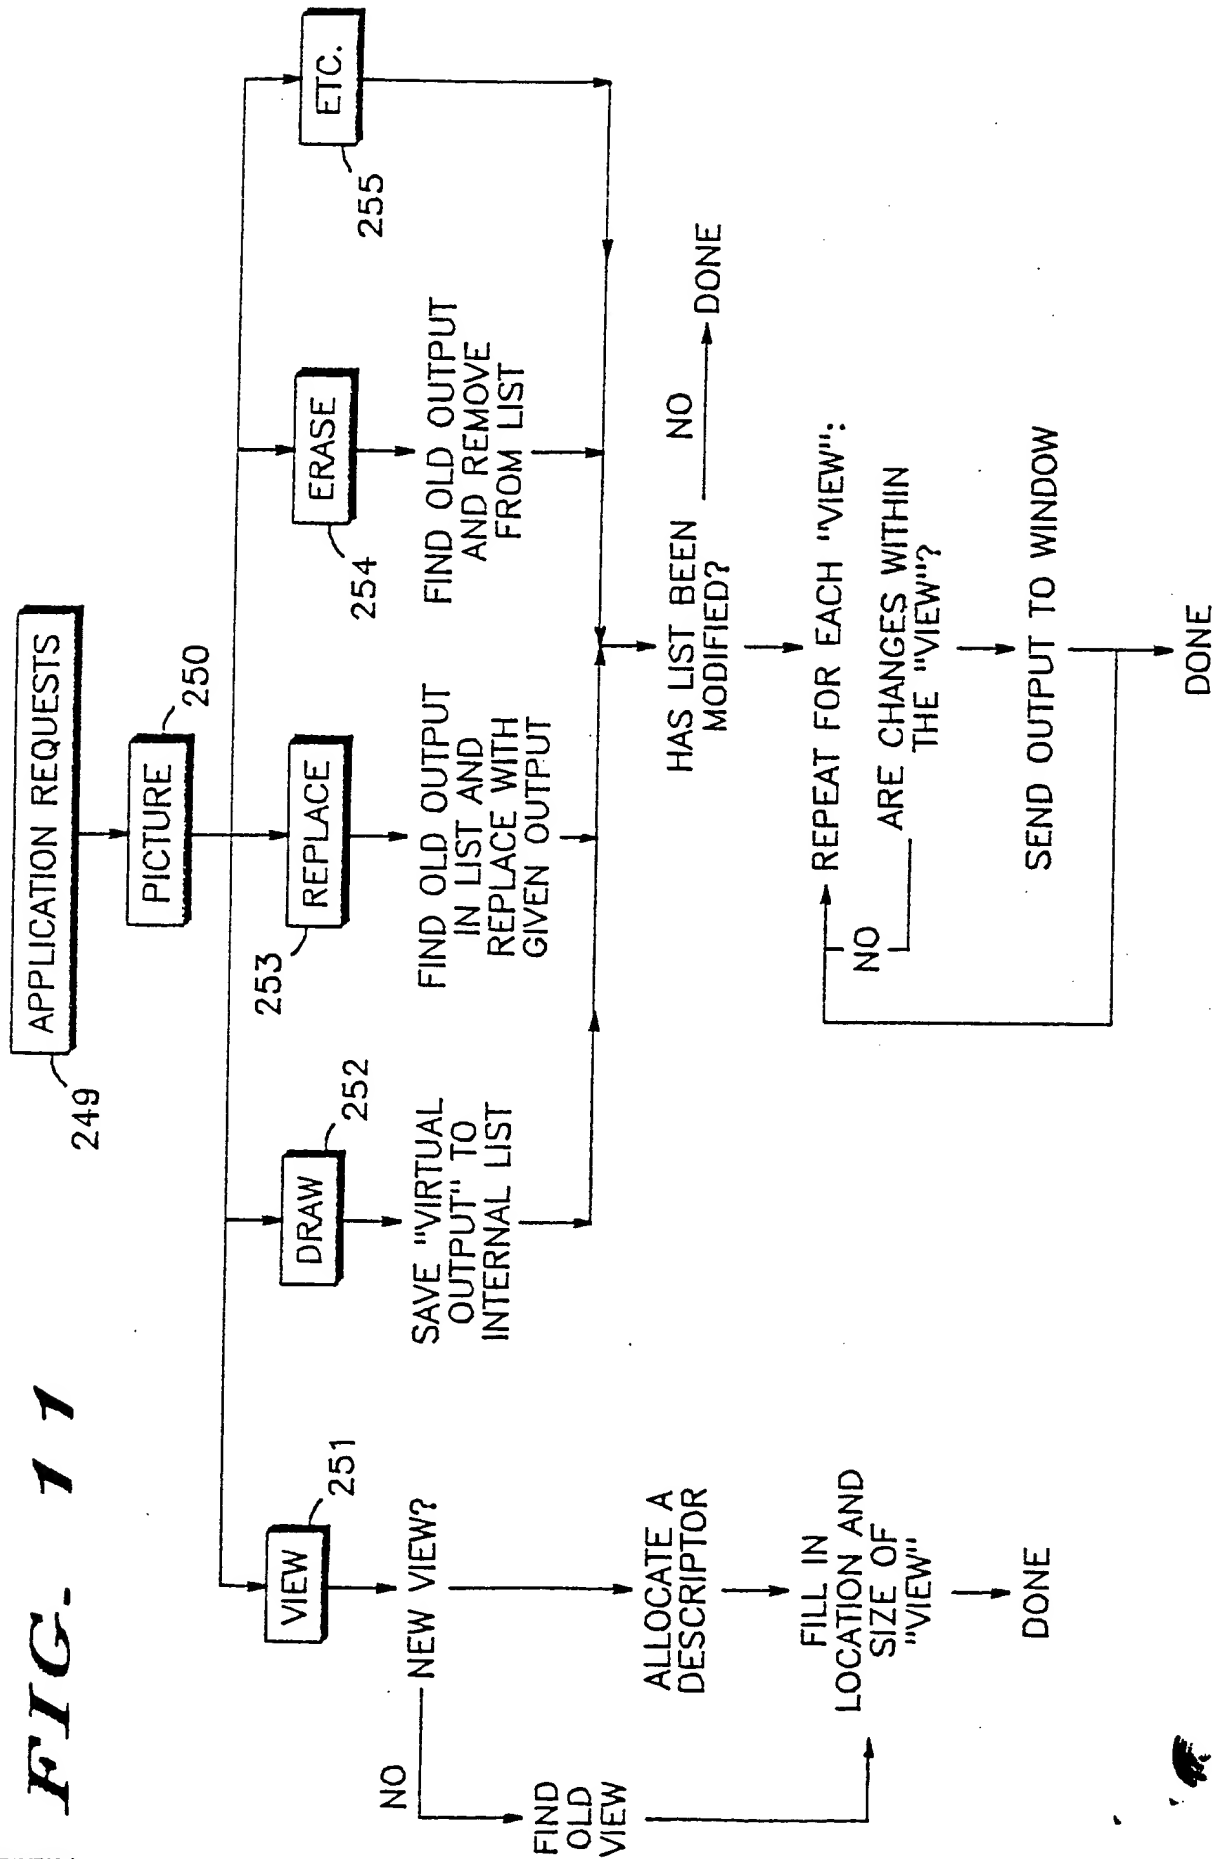 FIG. 11
249
APPLICATION REQUESTS
PICTURE
250
VIEW
251
DRAW
252
253
REPLACE
254
ERASE
255
ETC.
NEW VIEW?
NO
FIND
OLD
VIEW
ALLOCATE A
DESCRIPTOR
FILL IN
LOCATION AND
SIZE OF
"VIEW"
DONE
SAVE "VIRTUAL
OUTPUT" TO
INTERNAL LIST
FIND OLD OUTPUT
IN LIST AND
REPLACE WITH
GIVEN OUTPUT
FIND OLD OUTPUT
AND REMOVE
FROM LIST
HAS LIST BEEN
MODIFIED?
NO
DONE
REPEAT FOR EACH "VIEW":
NO
ARE CHANGES WITHIN
THE "VIEW"?
SEND OUTPUT TO WINDOW
DONE